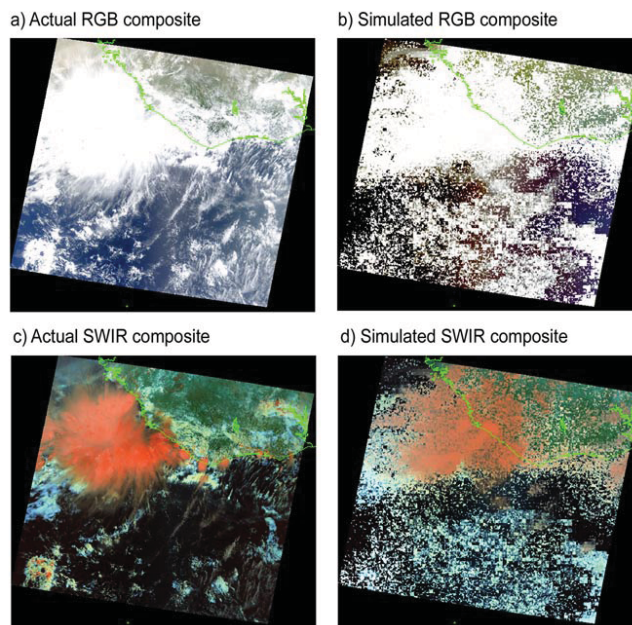 a) Actual RGB composite
b) Simulated RGB composite
c) Actual SWIR composite
d) Simulated SWIR composite